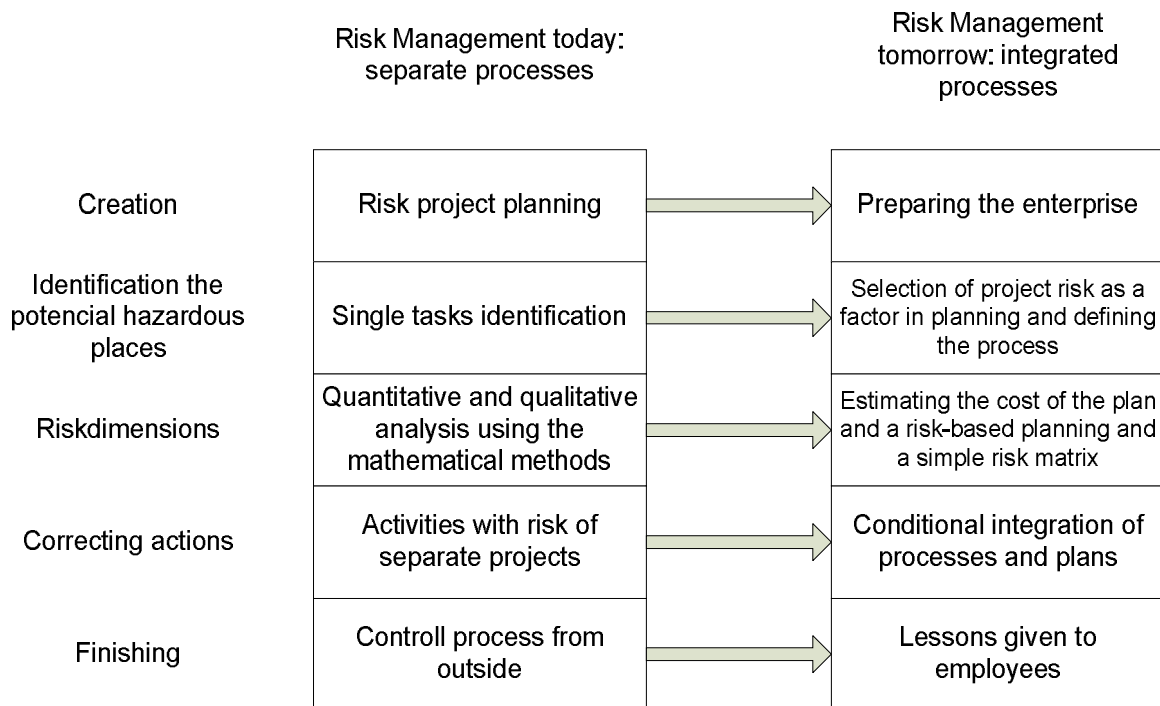 Risk Management today:
separate processes
Risk Management
tomorrow: integrated
processes
Creation
Risk project planning
Preparing the enterprise
Identification the
potencial hazardous
places
Single tasks identification
Selection of project risk as a
factor in planning and defining
the process
Riskdimensions
Quantitative and qualitative
analysis using the
mathematical methods
Estimating the cost of the plan
and a risk-based planning and
a simple risk matrix
Correcting actions
Activities with risk of
separate projects
Conditional integration of
processes and plans
Finishing
Controll process from
outside
Lessons given to
employees